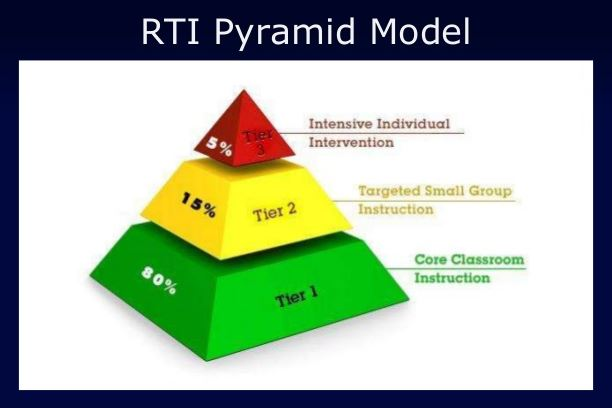 RTI Pyramid Model
5%
Tier
3
Intensive Individual
Intervention
15%
Tier 2
Targeted Small Group
Instruction
80%
Tier 1
Core Classroom
Instruction